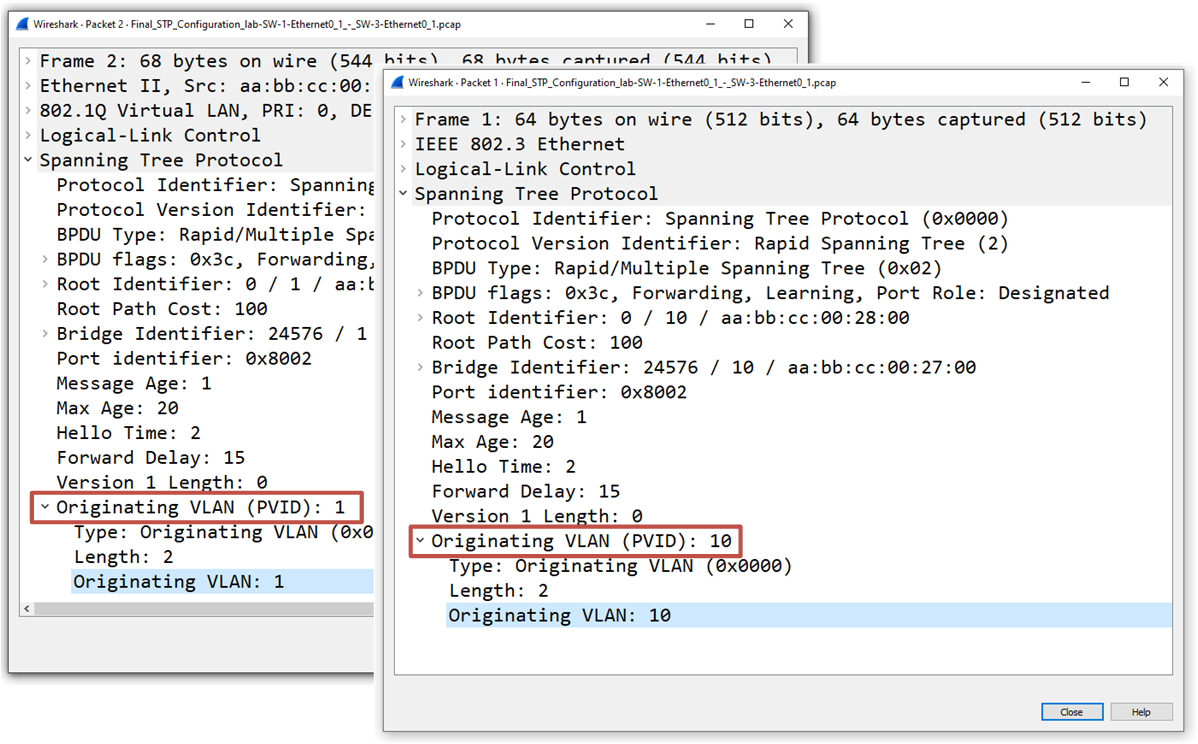 Wireshark · Packet 2 · Final_STP_Configuration_lab-SW-1-Ethernet0_1_-_SW-3-Ethernet0_1.pcap
Frame 2: 68 bytes on wire (544 bits), 68 bytes captured (544 bits)
Ethernet II, Src: aa:bb:cc:00:
802.1Q Virtual LAN, PRI: 0, DE
Logical-Link Control
Spanning Tree Protocol
Protocol Identifier: Spanning
Protocol Version Identifier:
BPDU Type: Rapid/Multiple Spa
BPDU flags: 0x3c, Forwarding,
Root Identifier: 0 / 1 / aa:b
Root Path Cost: 100
Bridge Identifier: 24576 / 1
Port identifier: 0x8002
Message Age: 1
Max Age: 20
Hello Time: 2
Forward Delay: 15
Version 1 Length: 0
Originating VLAN (PVID): 1
Type: Originating VLAN (0x0
Length: 2
Originating VLAN: 1
Wireshark · Packet 1 · Final_STP_Configuration_lab-SW-1-Ethernet0_1_-_SW-3-Ethernet0_1.pcap
Frame 1: 64 bytes on wire (512 bits), 64 bytes captured (512 bits)
IEEE 802.3 Ethernet
Logical-Link Control
Spanning Tree Protocol
Protocol Identifier: Spanning Tree Protocol (0x0000)
Protocol Version Identifier: Rapid Spanning Tree (2)
BPDU Type: Rapid/Multiple Spanning Tree (0x02)
BPDU flags: 0x3c, Forwarding, Learning, Port Role: Designated
Root Identifier: 0 / 10 / aa:bb:cc:00:28:00
Root Path Cost: 100
Bridge Identifier: 24576 / 10 / aa:bb:cc:00:27:00
Port identifier: 0x8002
Message Age: 1
Max Age: 20
Hello Time: 2
Forward Delay: 15
Version 1 Length: 0
Originating VLAN (PVID): 10
Type: Originating VLAN (0x0000)
Length: 2
Originating VLAN: 10
Close
Help